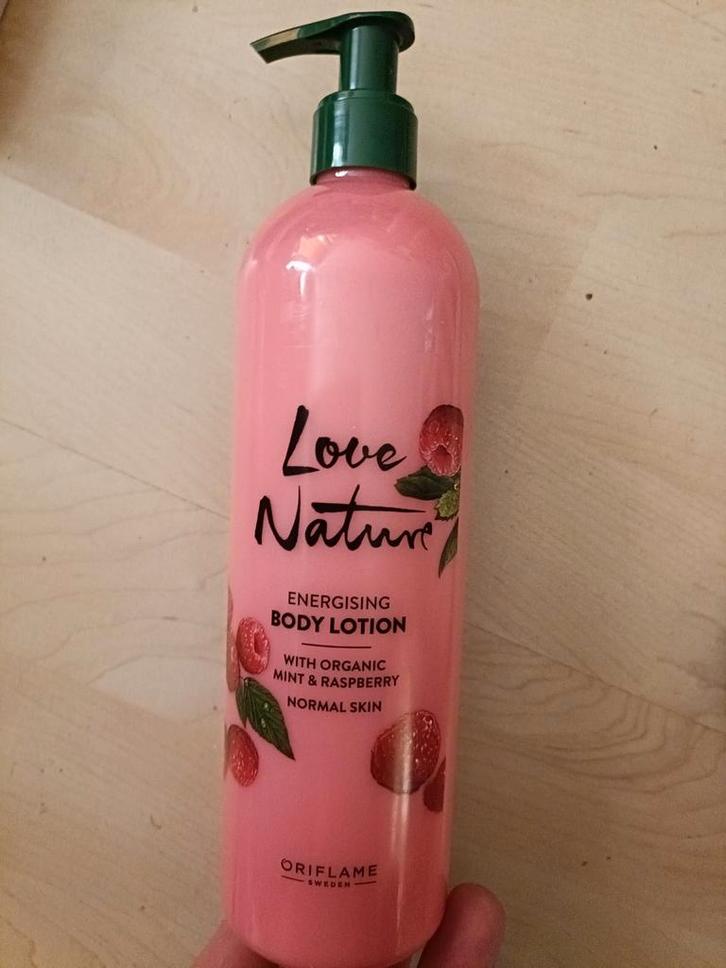 Love
Nature
ENERGISING
BODY LOTION
WITH ORGANIC
MINT & RASPBERRY
NORMAL SKIN
ORIFLAME
SWEDEN